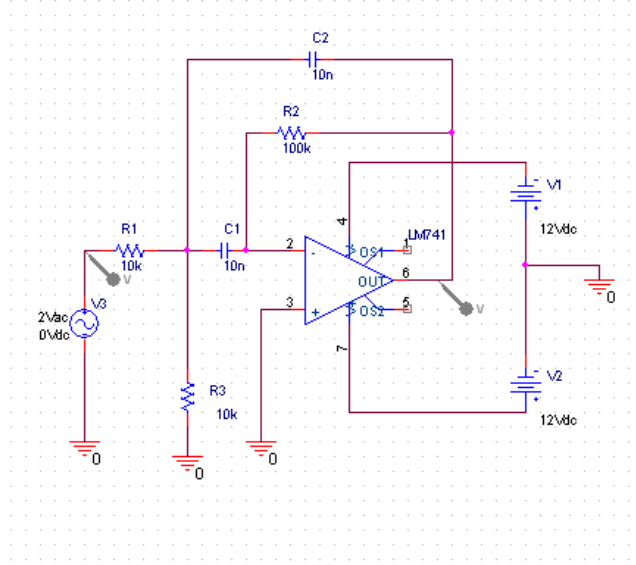 C2
10n
R2
100k
V1
12Vdc
R1
10k
C1
10n
2
-
4
OS1
1
LM741
OUT
6
3
+
OS2
5
7
V
V3
2Vac
0Vdc
V
0
V2
12Vdc
R3
10k
0
0
0